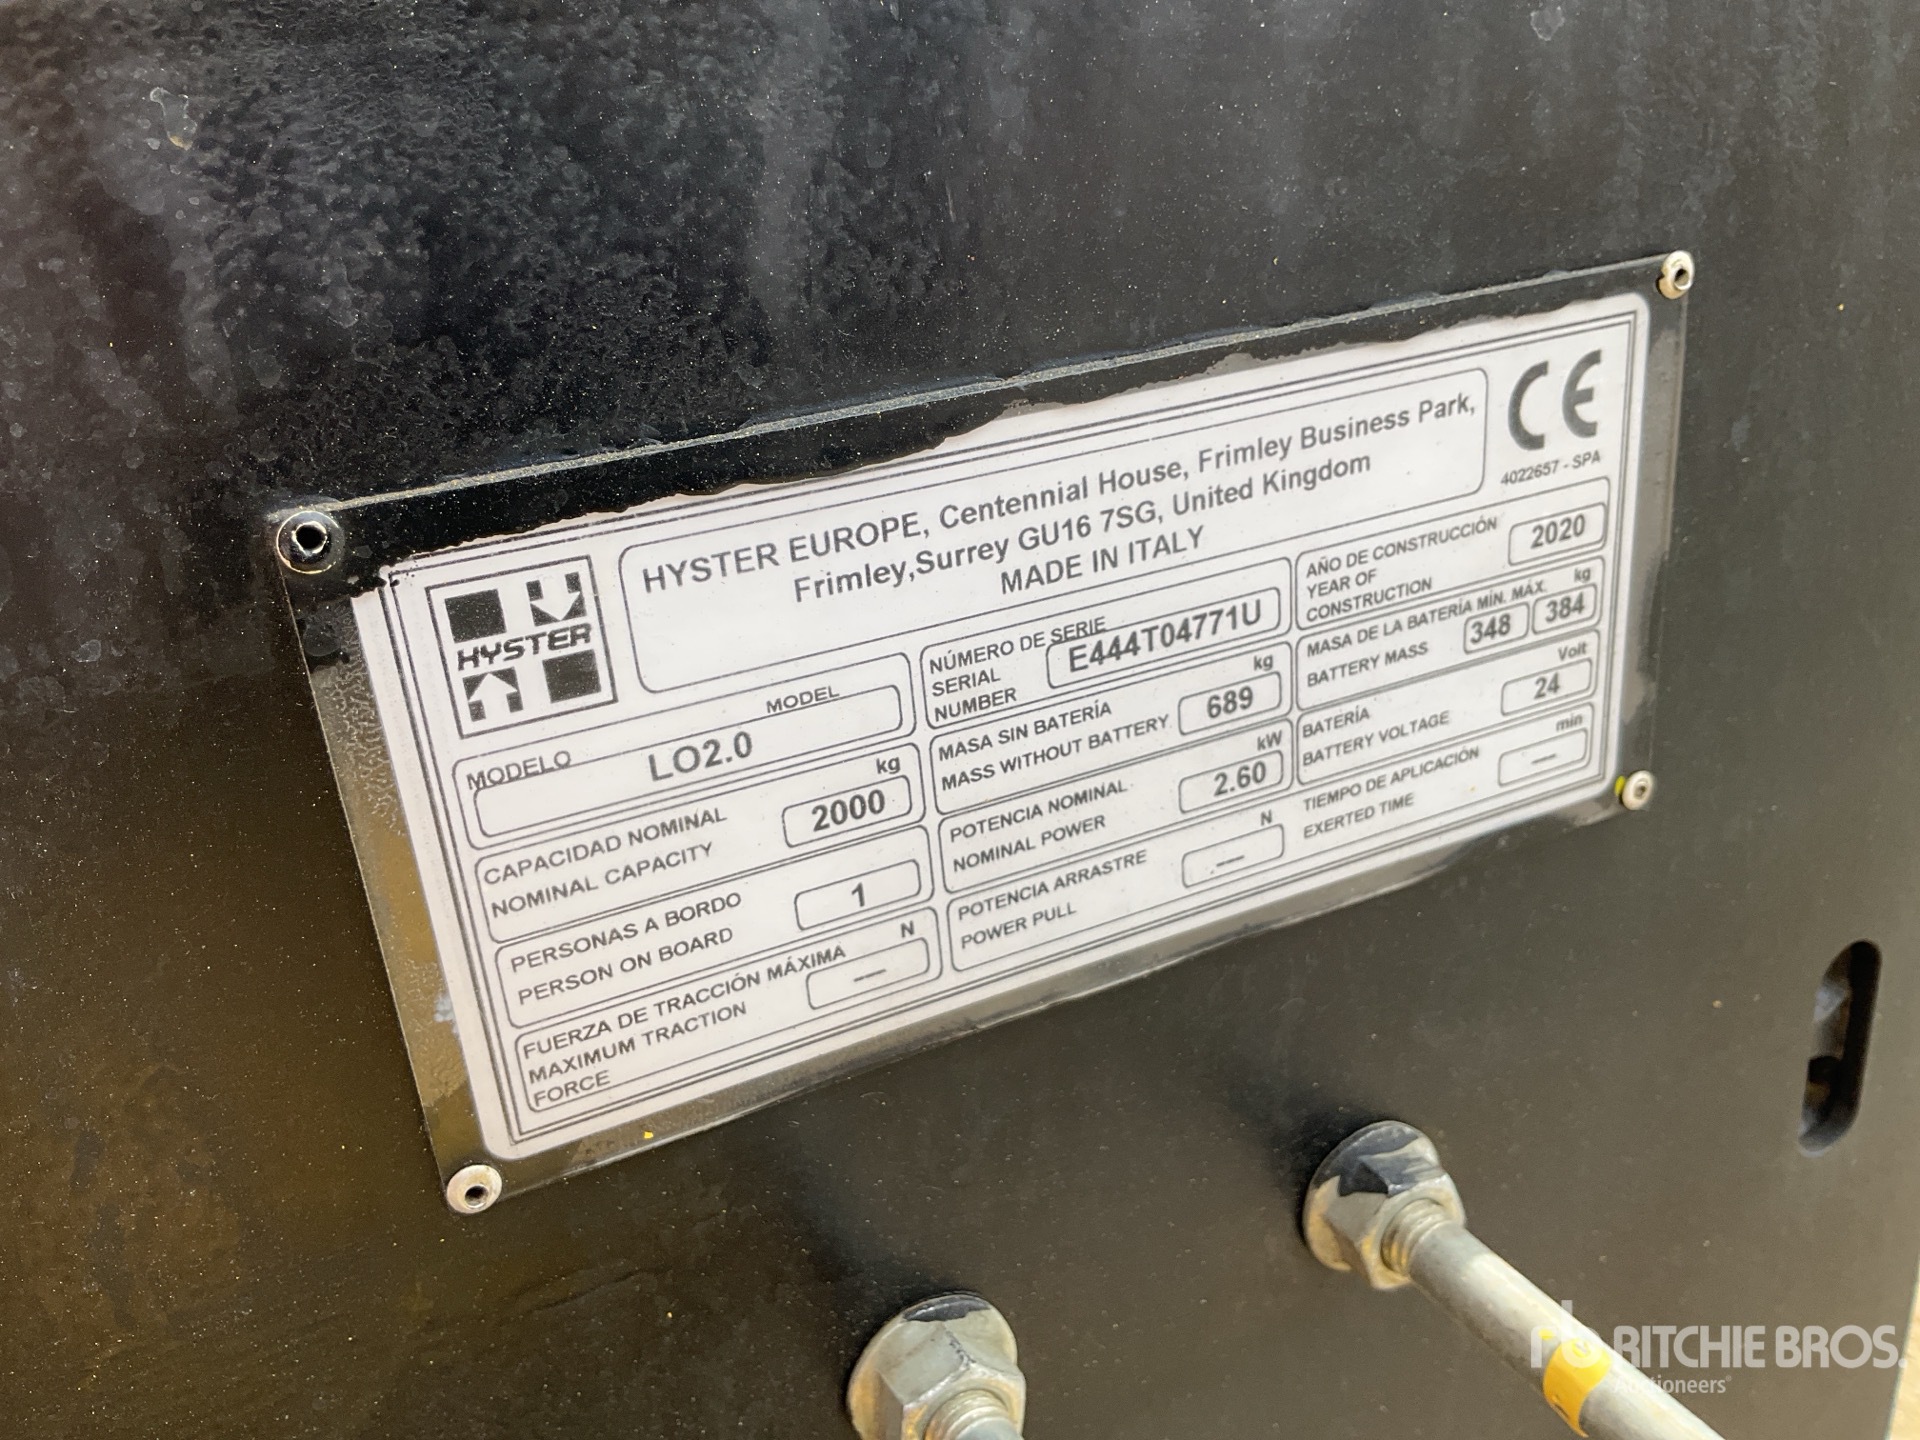 HYSTER
HYSTER EUROPE, Centennial House, Frimley Business Park,
Frimley,Surrey GU16 7SG, United Kingdom
MADE IN ITALY
CE
4022657 - SPA
MODELO
MODEL
LO2.0
CAPACIDAD NOMINAL
NOMINAL CAPACITY
kg
2000
PERSONAS A BORDO
PERSON ON BOARD
1
FUERZA DE TRACCIÓN MÁXIMA
MAXIMUM TRACTION
FORCE
N
—
NÚMERO DE SERIE
SERIAL
NUMBER
E444T04771U
MASA SIN BATERÍA
MASS WITHOUT BATTERY
kg
689
POTENCIA NOMINAL
NOMINAL POWER
kW
2.60
POTENCIA ARRASTRE
POWER PULL
N
—
AÑO DE CONSTRUCCIÓN
YEAR OF
CONSTRUCTION
2020
MASA DE LA BATERÍA MÍN. MÁX.
BATTERY MASS
kg
348 384
BATERÍA
BATTERY VOLTAGE
Volt
24
TIEMPO DE APLICACIÓN
EXERTED TIME
min
—
rb RITCHIE BROS.
Auctioneers